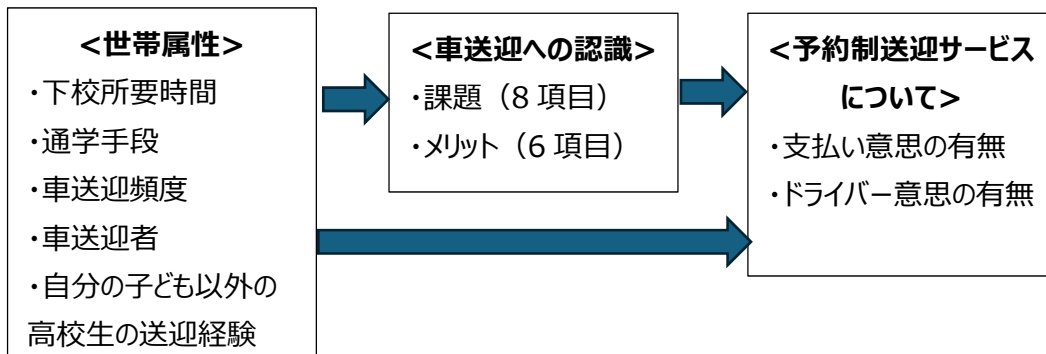 <世帯属性>
・下校所要時間
・通学手段
・車送迎頻度
・車送迎者
・自分の子ども以外の
高校生の送迎経験
<車送迎への認識>
・課題（8 項目）
・メリット（6 項目）
<予約制送迎サービス
について>
・支払い意思の有無
・ドライバー意思の有無